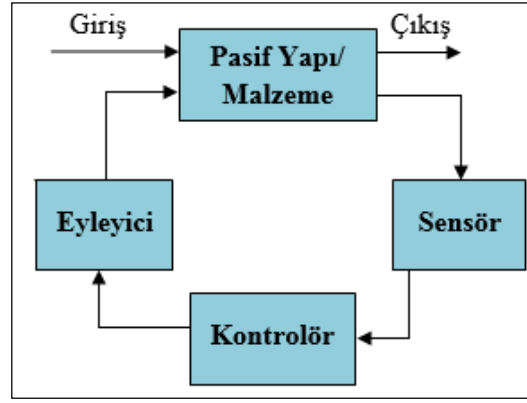 Giriş
Çıkış
Pasif Yapı/
Malzeme
Eyleyici
Sensör
Kontrolör